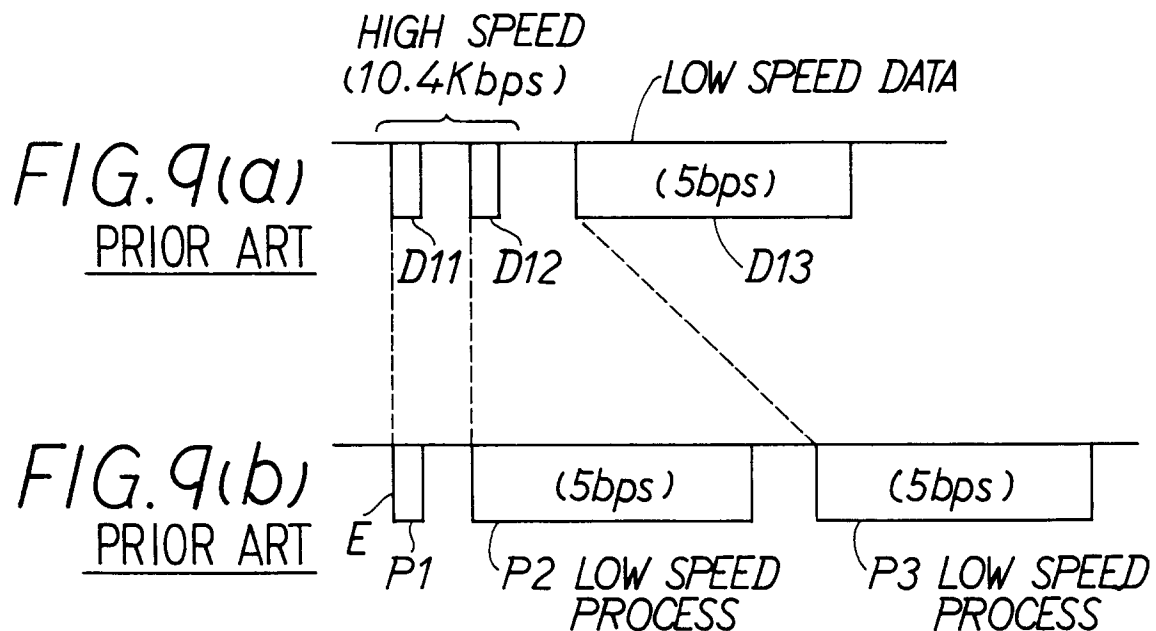 HIGH SPEED
(10.4Kbps)
LOW SPEED DATA
FIG.9(a)
PRIOR ART
(5bps)
D11
D12
D13
FIG.9(b)
PRIOR ART
(5bps)
(5bps)
E
P1
P2 LOW SPEED
PROCESS
P3 LOW SPEED
PROCESS